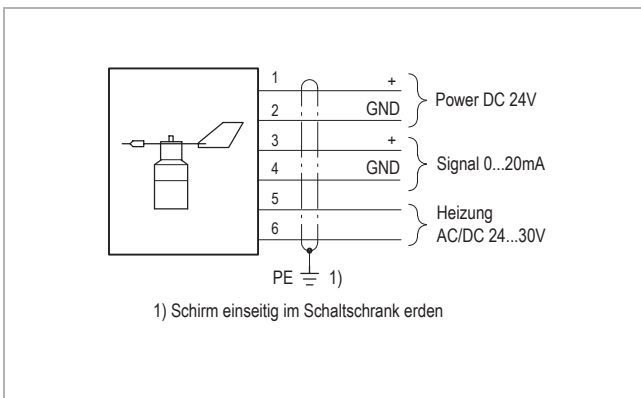 1 +
Power DC 24V
2 GND
3 +
Signal 0...20mA
4 GND
5
Heizung
6
AC/DC 24...30V
PE 1)
1) Schirm einseitig im Schaltschrank erden